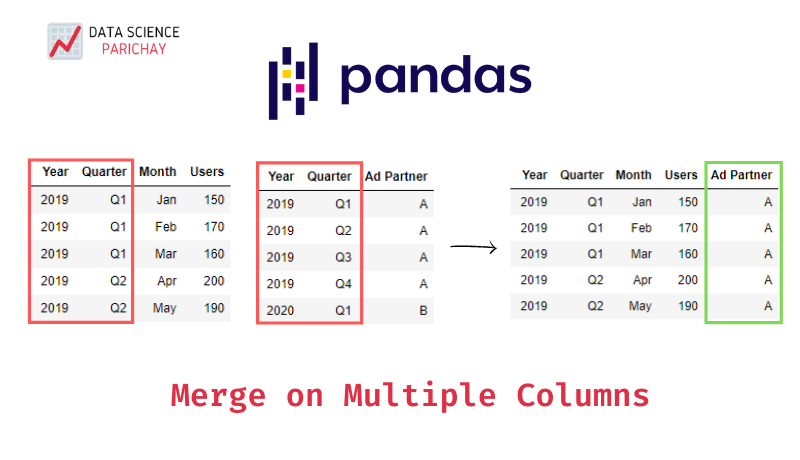 DATA SCIENCE
PARICHAY
pandas
Year Quarter Month Users
2019 Q1 Jan 150
2019 Q1 Feb 170
2019 Q1 Mar 160
2019 Q2 Apr 200
2019 Q2 May 190
Year Quarter Ad Partner
2019 Q1 A
2019 Q2 A
2019 Q3 A
2019 Q4 A
2020 Q1 B
Year Quarter Month Users Ad Partner
2019 Q1 Jan 150 A
2019 Q1 Feb 170 A
2019 Q1 Mar 160 A
2019 Q2 Apr 200 A
2019 Q2 May 190 A
Merge on Multiple Columns